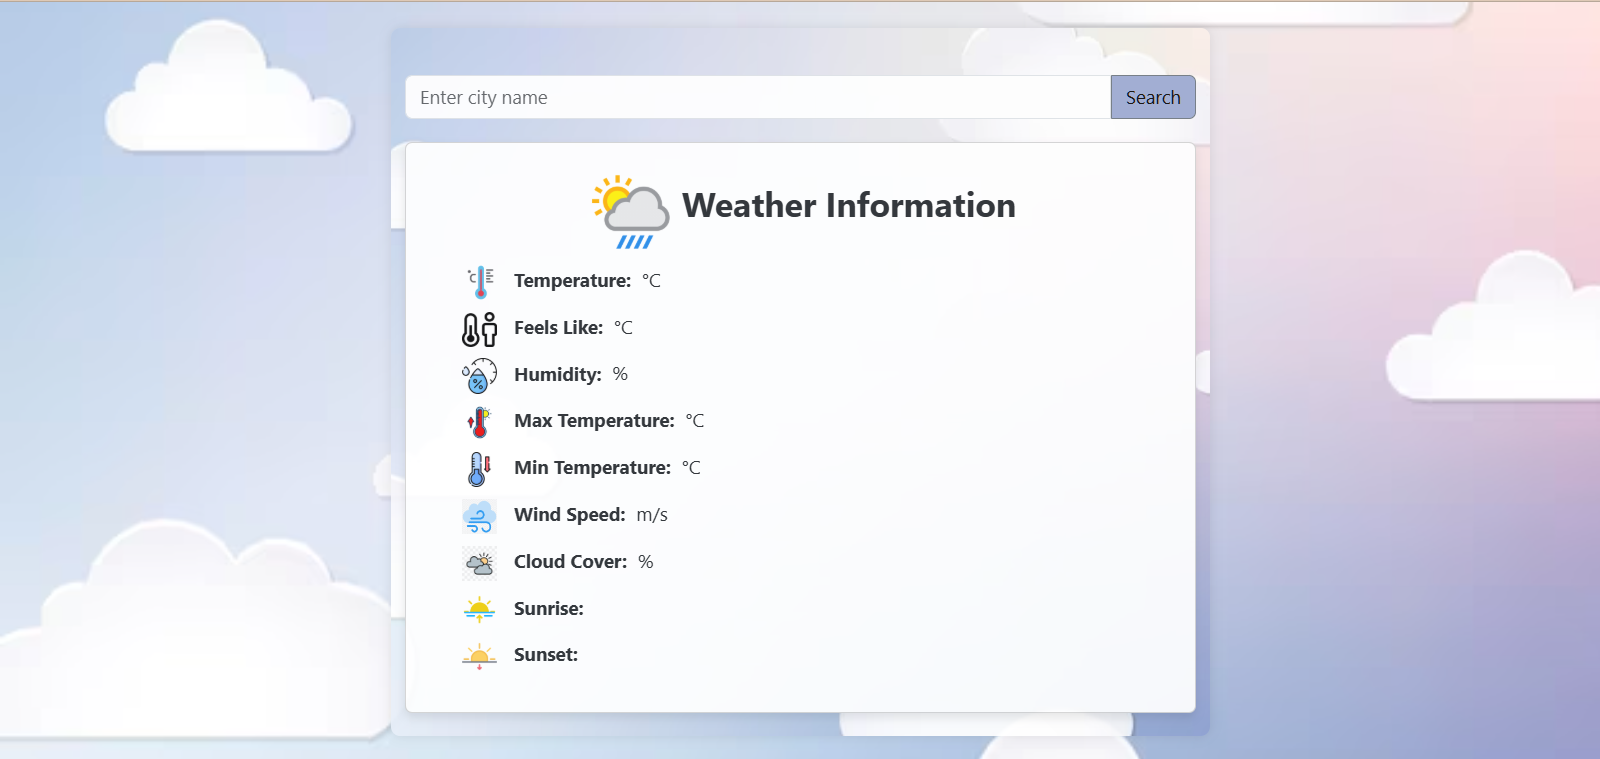 Enter city name
Search
Weather Information
Temperature: °C
Feels Like: °C
Humidity: %
Max Temperature: °C
Min Temperature: °C
Wind Speed: m/s
Cloud Cover: %
Sunrise:
Sunset: